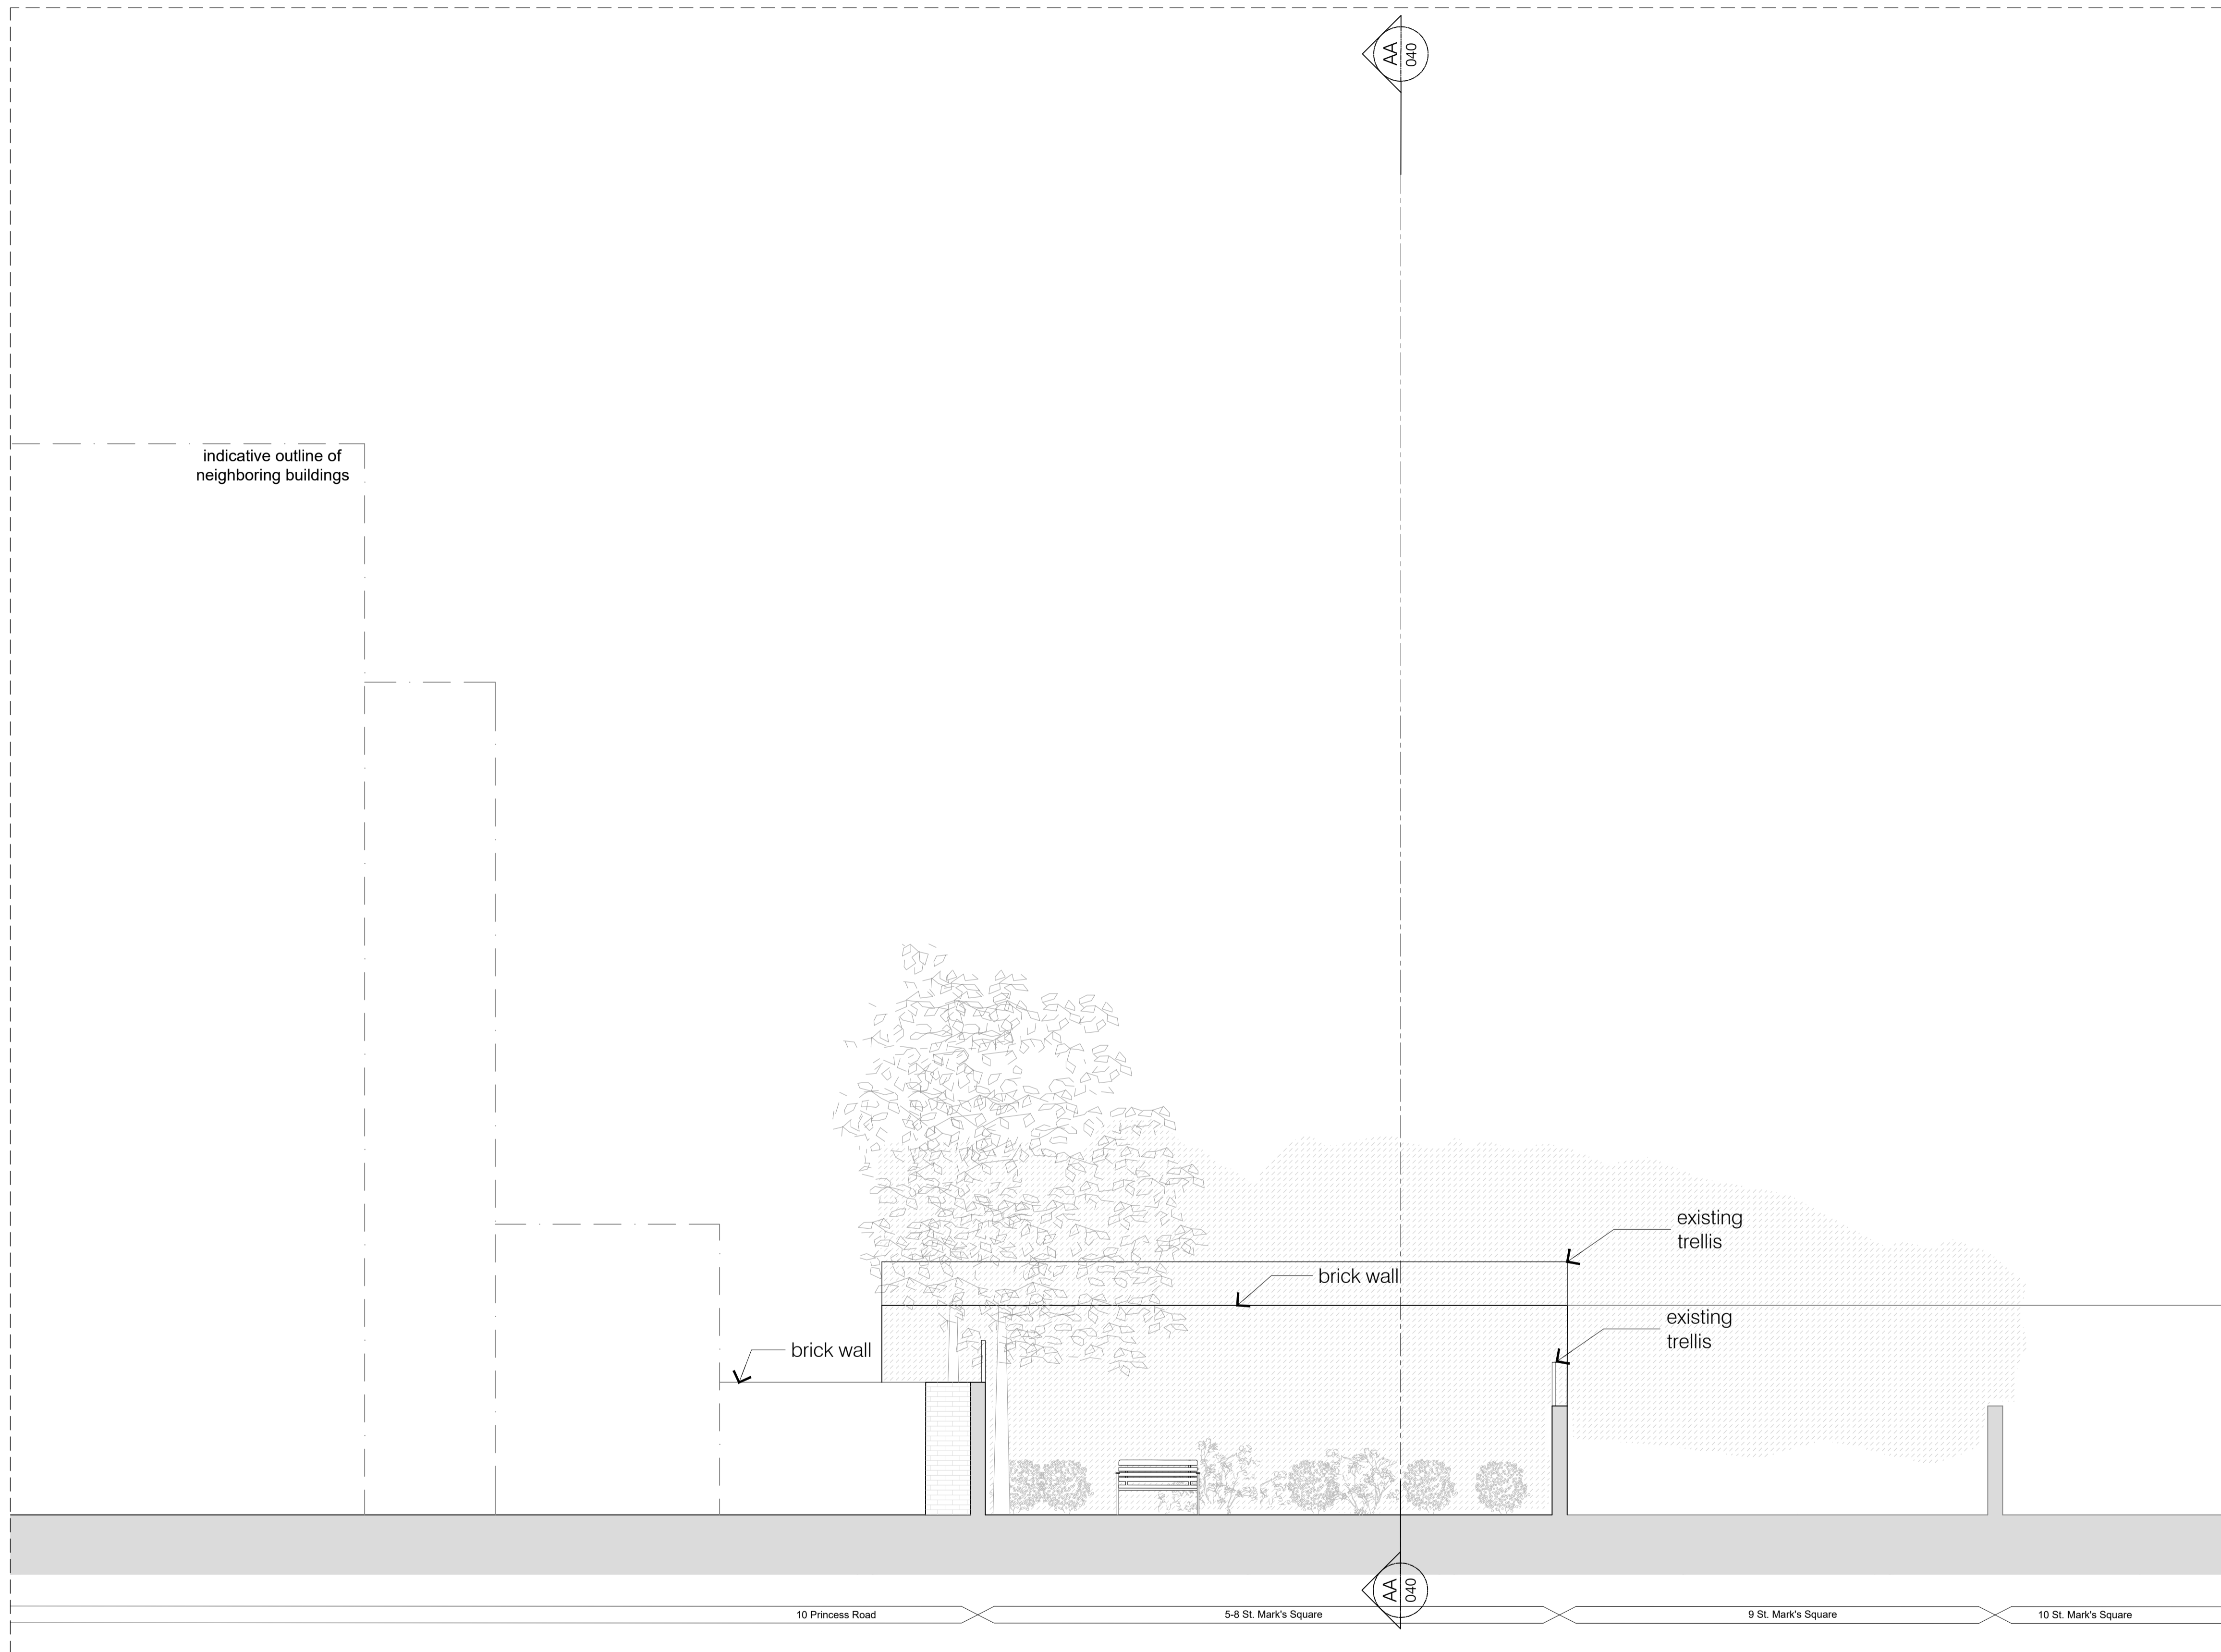 AA
040
indicative outline of
neighboring buildings
existing
trellis
brick wall
existing
trellis
brick wall
AA
040
10 Princess Road
5-8 St. Mark's Square
9 St. Mark's Square
10 St. Mark's Square